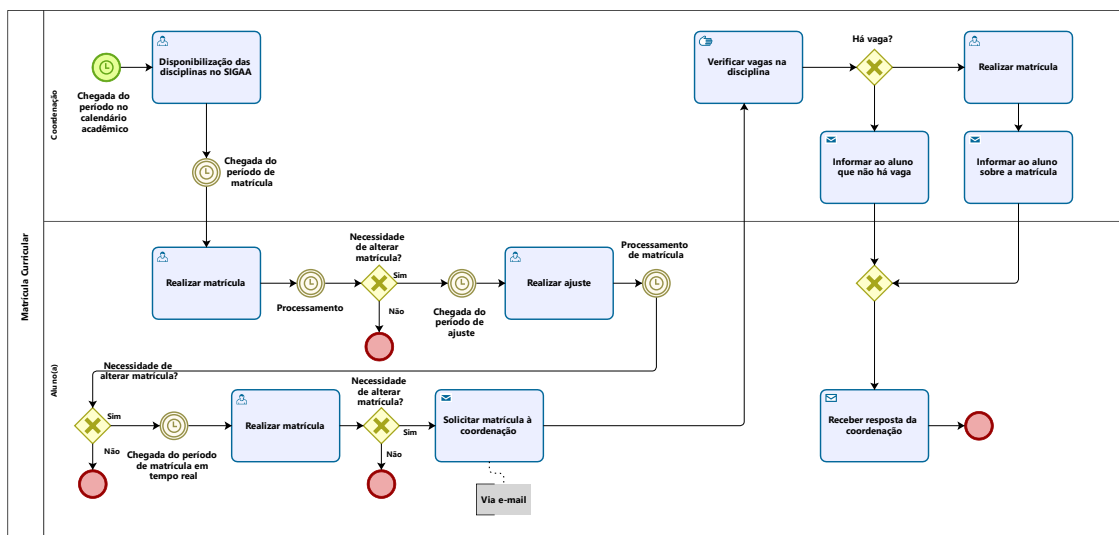 Matrícula Curricular
Coordenação
Chegada do
período no
calendário
acadêmico
Disponibilização das
disciplinas no SIGAA
Chegada do
período de
matrícula
Verificar vagas na
disciplina
Há vaga?
Realizar matrícula
Informar ao aluno
que não há vaga
Informar ao aluno
sobre a matrícula
Aluno(a)
Realizar matrícula
Processamento
Necessidade
de alterar
matrícula?
Sim
Não
Chegada do
período de
ajuste
Realizar ajuste
Processamento
de matrícula
Necessidade de
alterar matrícula?
Sim
Não
Chegada do período
de matrícula em
tempo real
Realizar matrícula
Necessidade
de alterar
matrícula?
Sim
Não
Solicitar matrícula à
coordenação
Via e-mail
Receber resposta da
coordenação